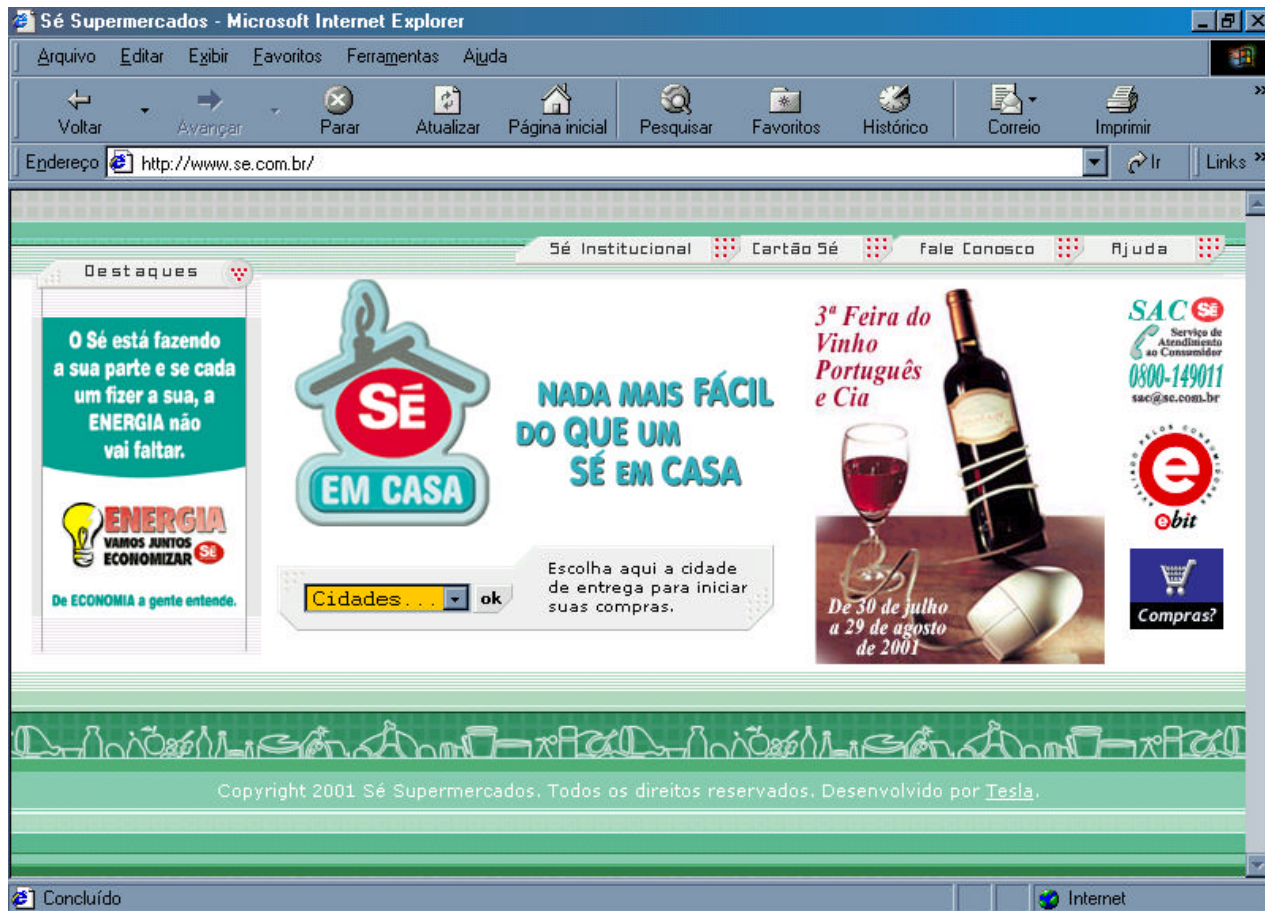 Sé Supermercados - Microsoft Internet Explorer
Arquivo Editar Exibir Favoritos Ferramentas Ajuda
Voltar Avançar Parar Atualizar Página inicial Pesquisar Favoritos Histórico Correio Imprimir
Endereço http://www.se.com.br/ Ir Links
Sé Institucional Cartão Sé Fale Conosco Ajuda
Destaques
O Sé está fazendo
a sua parte e se cada
um fizer a sua, a
ENERGIA não
vai faltar.
ENERGIA
VAMOS JUNTOS
ECONOMIZAR Sé
De ECONOMIA a gente entende.
SÉ
EM CASA
NADA MAIS FÁCIL
DO QUE UM
SÉ EM CASA
Cidades... ok
Escolha aqui a cidade
de entrega para iniciar
suas compras.
3ª Feira do
Vinho
Português
e Cia
De 30 de julho
a 29 de agosto
de 2001
SAC Sé
Serviço de
Atendimento
ao Consumidor
0800-149011
sac@se.com.br
AVALIADO PELOS CONSUMIDORES
e
ebit
Compras?
Copyright 2001 Sé Supermercados. Todos os direitos reservados. Desenvolvido por Tesla.
Concluído Internet